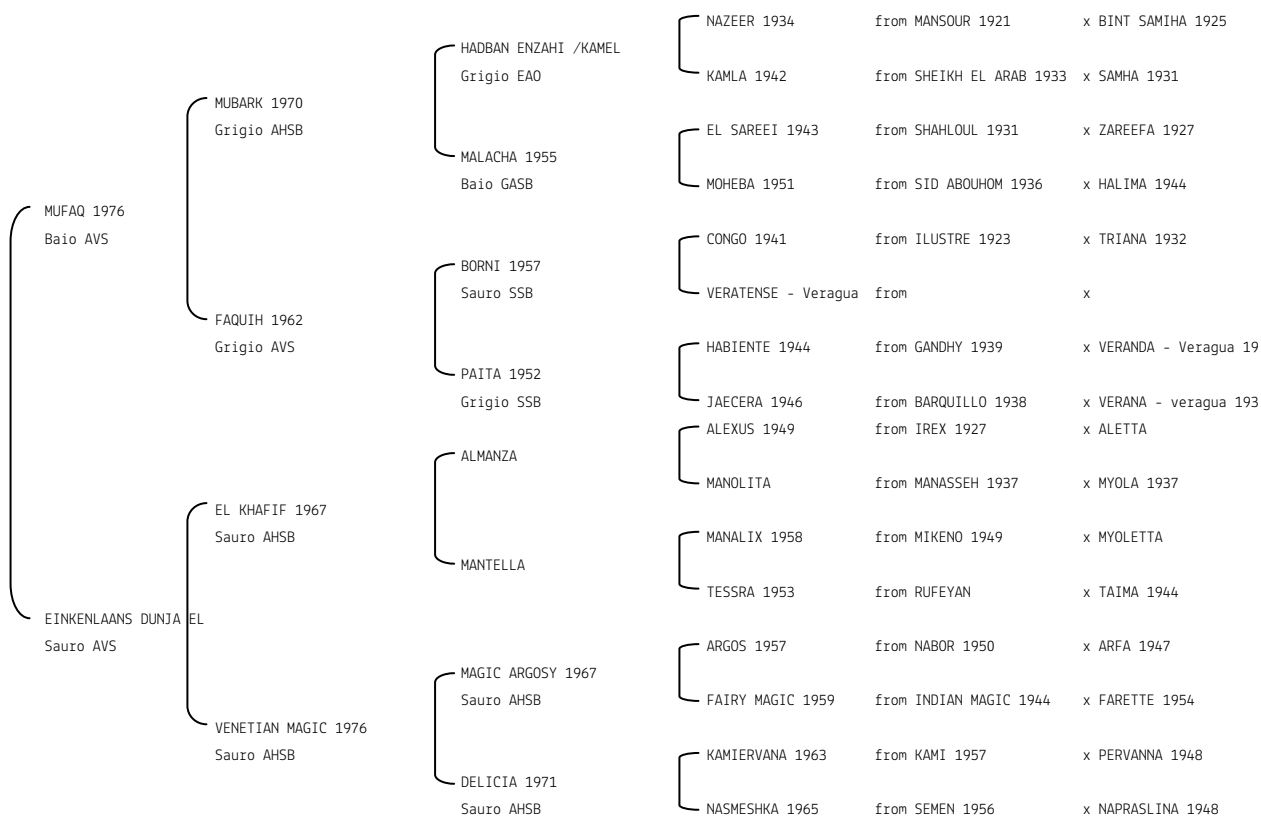 NAZEER 1934 from MANSOUR 1921 x BINT SAMIHA 1925
HADBAN ENZAHI /KAMEL
Grigio EAO KAMLA 1942 from SHEIKH EL ARAB 1933 x SAMHA 1931
MUBARK 1970
Grigio AHSB EL SAREEI 1943 from SHAHLOUL 1931 x ZAREEFA 1927
MALACHA 1955
Baio GASB MOHEBA 1951 from SID ABOUHOM 1936 x HALIMA 1944
MUFAQ 1976
Baio AVS CONGO 1941 from ILUSTRE 1923 x TRIANA 1932
BORNI 1957
Sauro SSB VERATENSE - Veragua from x
FAQUIH 1962
Grigio AVS HABIENTE 1944 from GANDHY 1939 x VERANDA - Veragua 19
PAITA 1952
Grigio SSB JAECERA 1946 from BARQUILLO 1938 x VERANA - veragua 193
ALEXUS 1949 from IREX 1927 x ALETTA
ALMANZA
MANOLITA from MANASSEH 1937 x MYOLA 1937
EL KHAFIF 1967
Sauro AHSB MANALIX 1958 from MIKENO 1949 x MYOLETTA
MANTELLA
TESSRA 1953 from RUFEYAN x TAIMA 1944
EINKENLAANS DUNJA EL
Sauro AVS ARGOS 1957 from NABOR 1950 x ARFA 1947
MAGIC ARGOSY 1967
Sauro AHSB FAIRY MAGIC 1959 from INDIAN MAGIC 1944 x FARETTE 1954
VENETIAN MAGIC 1976
Sauro AHSB KAMIERVANA 1963 from KAMI 1957 x PERVANNA 1948
DELICIA 1971
Sauro AHSB NASMESHKA 1965 from SEMEN 1956 x NAPRASLINA 1948